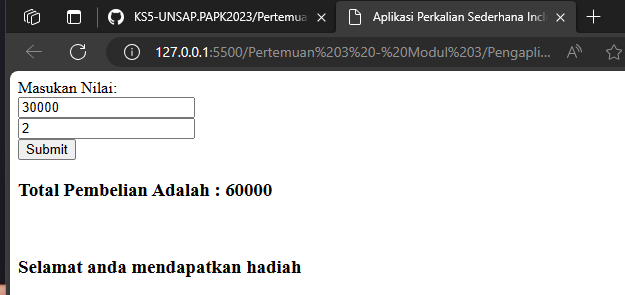 KS5-UNSAP.PAPK2023/Pertemua
Aplikasi Perkalian Sederhana Ind
127.0.0.1:5500/Pertemuan%203%20-%20Modul%203/Pengapli...
Masukan Nilai:
30000
2
Submit
Total Pembelian Adalah : 60000
Selamat anda mendapatkan hadiah